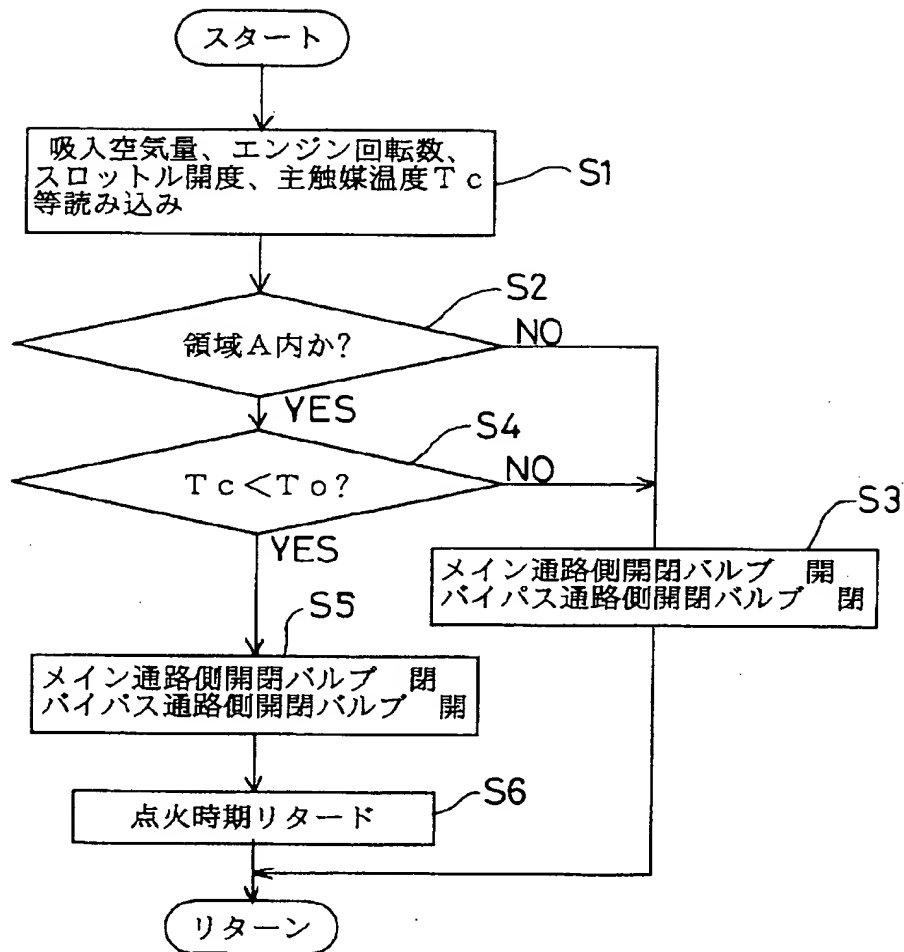 スタート
吸入空気量、エンジン回転数、
スロットル開度、主触媒温度Ｔｃ
等読み込み
S1
S2
領域Ａ内か?
NO
YES
S4
Ｔｃ＜Ｔｏ?
NO
YES
S3
メイン通路側開閉バルブ　開
バイパス通路側開閉バルブ　閉
S5
メイン通路側開閉バルブ　閉
バイパス通路側開閉バルブ　開
S6
点火時期リタード
リターン